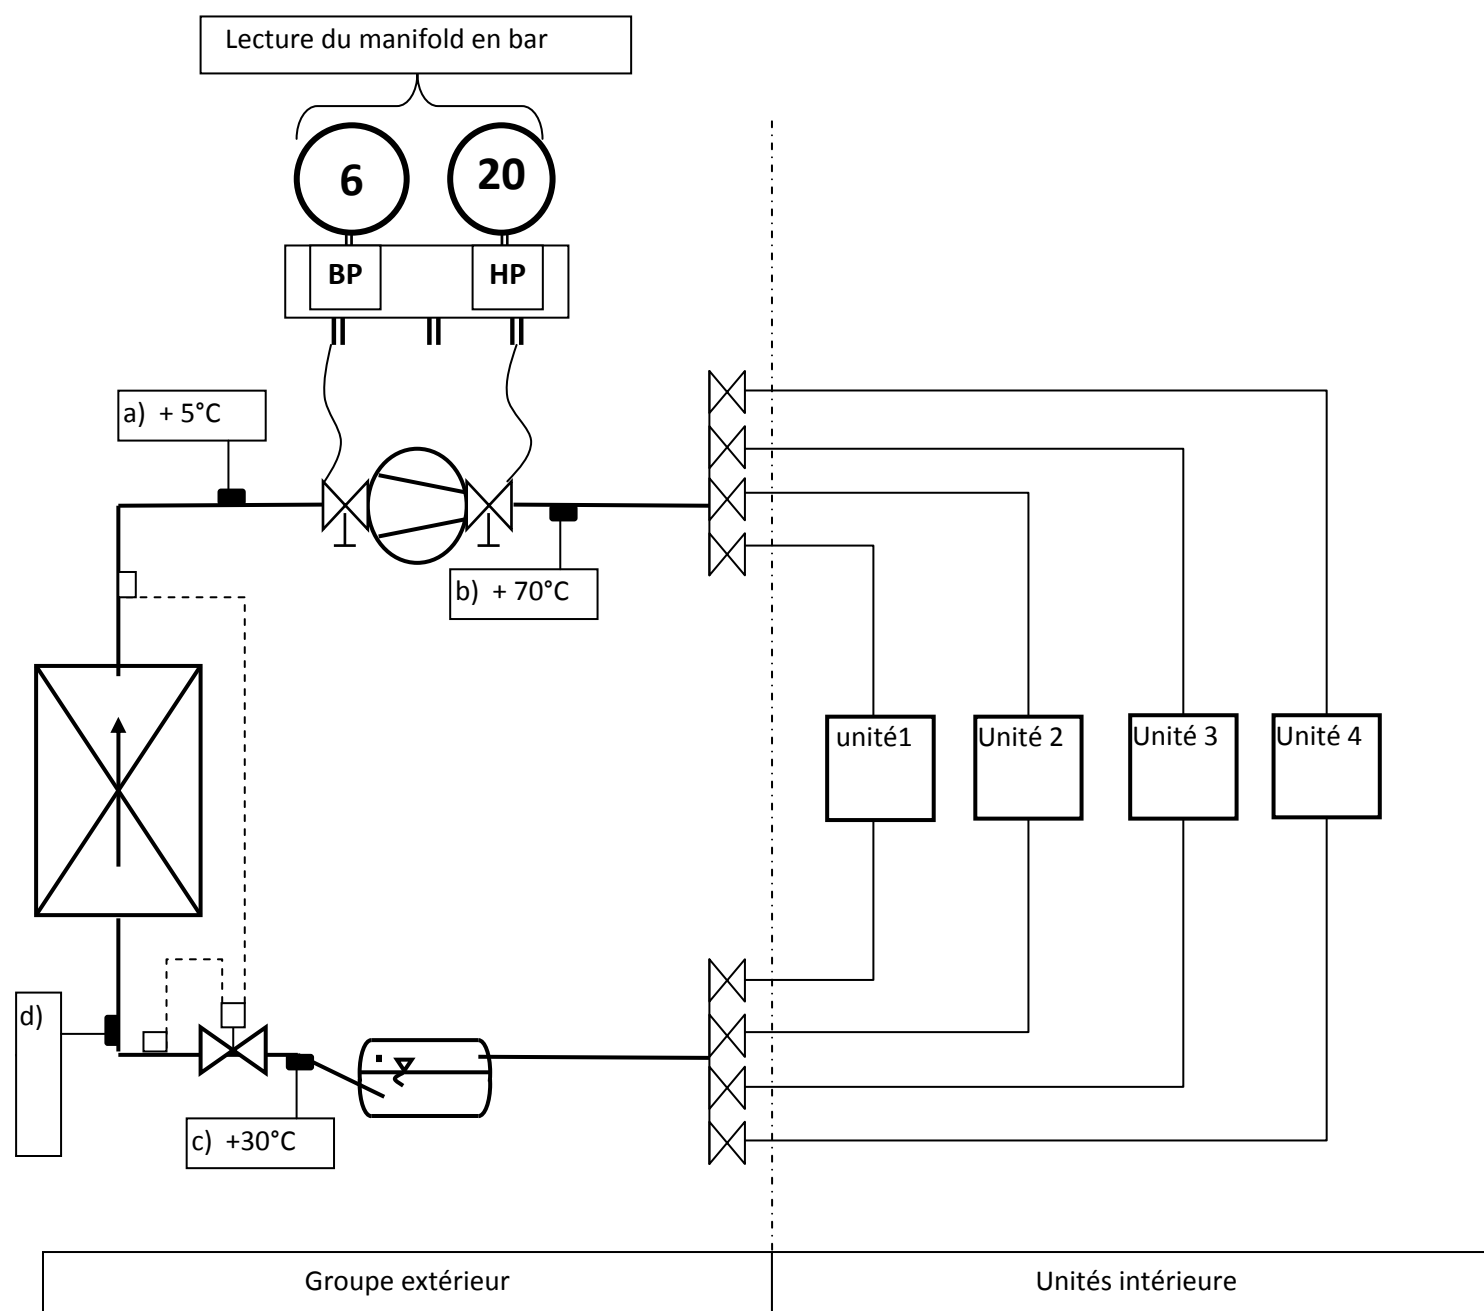 Lecture du manifold en bar
6
20
BP
HP
a) + 5°C
b) + 70°C
unité1
Unité 2
Unité 3
Unité 4
d)
c) +30°C
Groupe extérieur
Unités intérieure